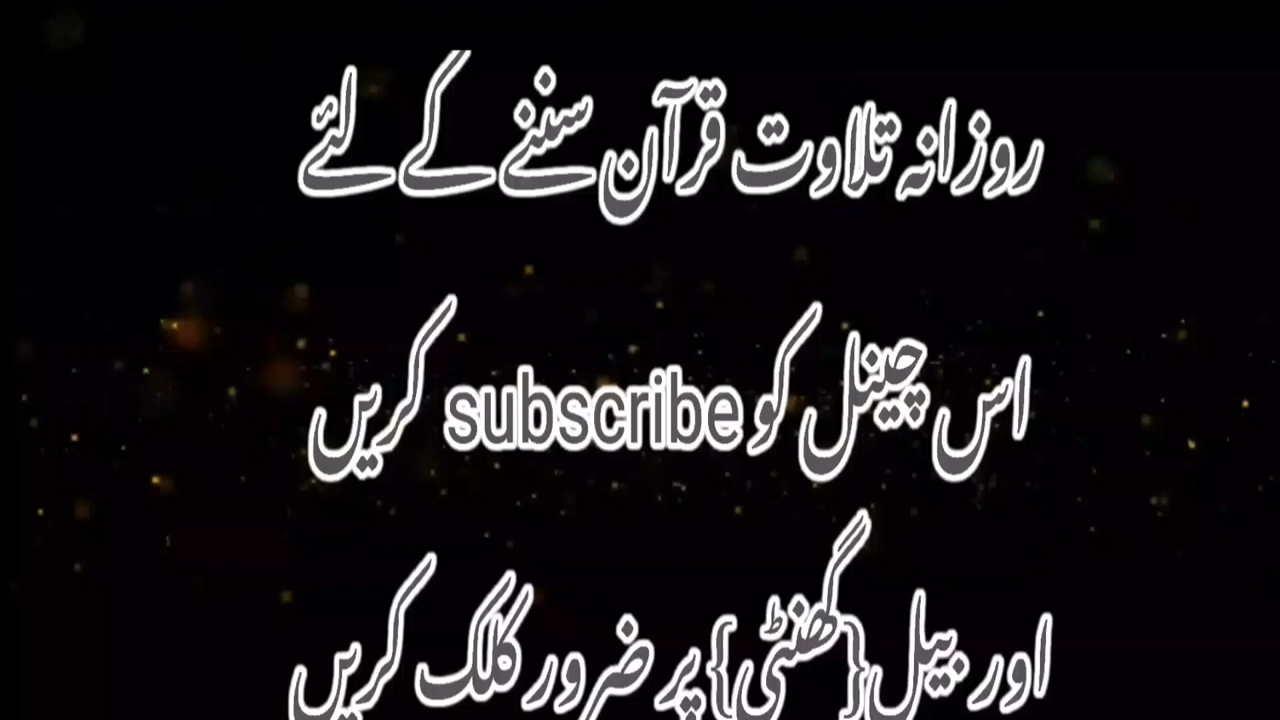 روزانہ تلاوت قرآن سننے کے لئے
اس چینل کو subscribe کریں
اور بیل {گھنٹی} پر ضرور کلک کریں